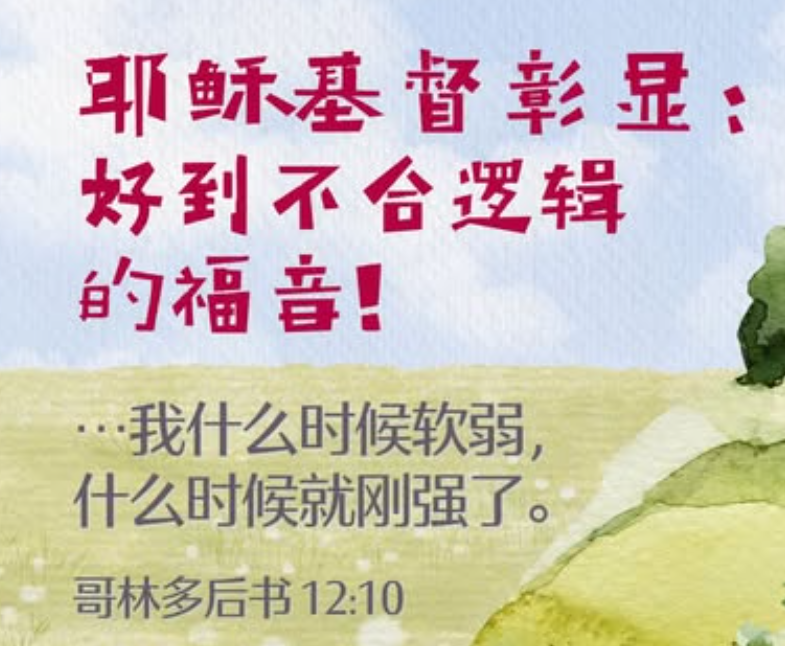 耶稣基督彰显：
好到不合逻辑
的福音！
…我什么时候软弱，
什么时候就刚强了。
哥林多后书 12:10